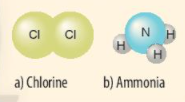 Cl Cl
N H
H H
a) Chlorine b) Ammonia